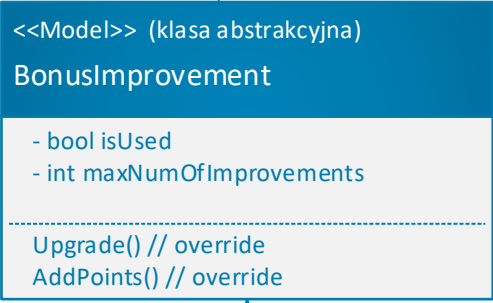 <<Model>> (klasa abstrakcyjna)
BonusImprovement
- bool isUsed
- int maxNumOfImprovements
Upgrade() // override
AddPoints() // override